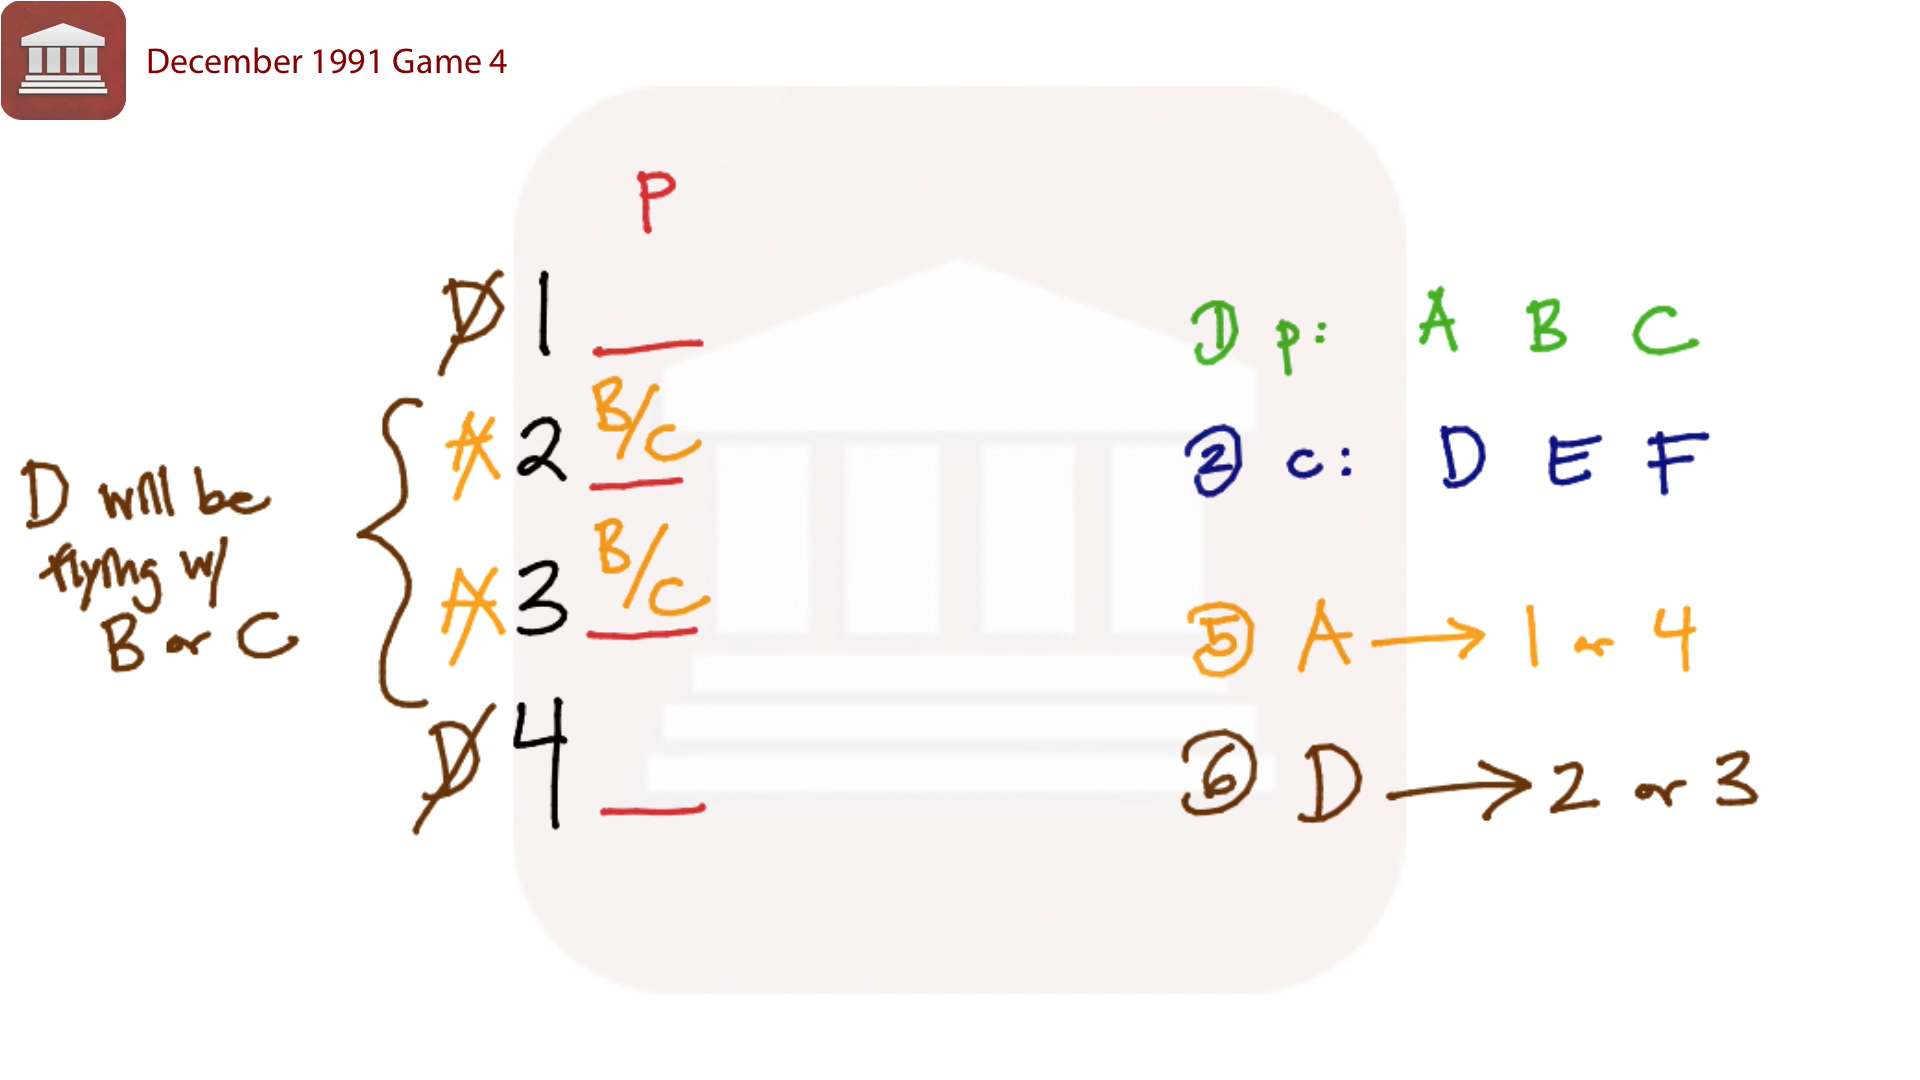 December 1991 Game 4
P
D 1
① p: A B C
A 2 B/C
② c: D E F
D will be
flying w/
B or C
A 3 B/C
⑤ A → 1 or 4
D 4
⑥ D → 2 or 3